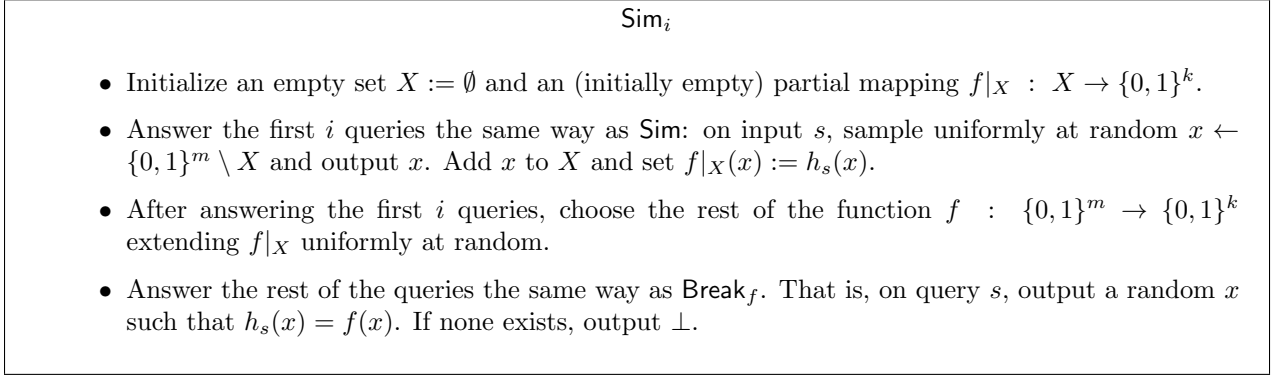 Sim_i
• Initialize an empty set X := ∅ and an (initially empty) partial mapping f|_X : X → {0, 1}^k.
• Answer the first i queries the same way as Sim: on input s, sample uniformly at random x ←
{0, 1}^m \ X and output x. Add x to X and set f|_X(x) := h_s(x).
• After answering the first i queries, choose the rest of the function f : {0, 1}^m → {0, 1}^k
extending f|_X uniformly at random.
• Answer the rest of the queries the same way as Break_f. That is, on query s, output a random x
such that h_s(x) = f(x). If none exists, output ⊥.